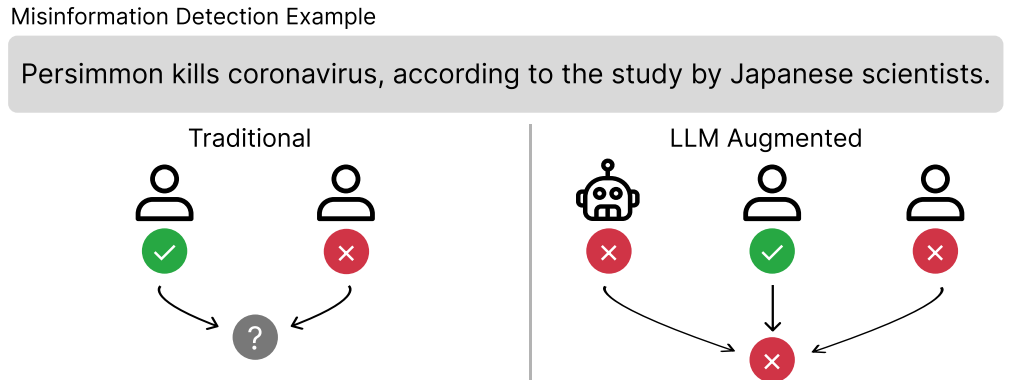 Misinformation Detection Example
Persimmon kills coronavirus, according to the study by Japanese scientists.
Traditional
LLM Augmented
?